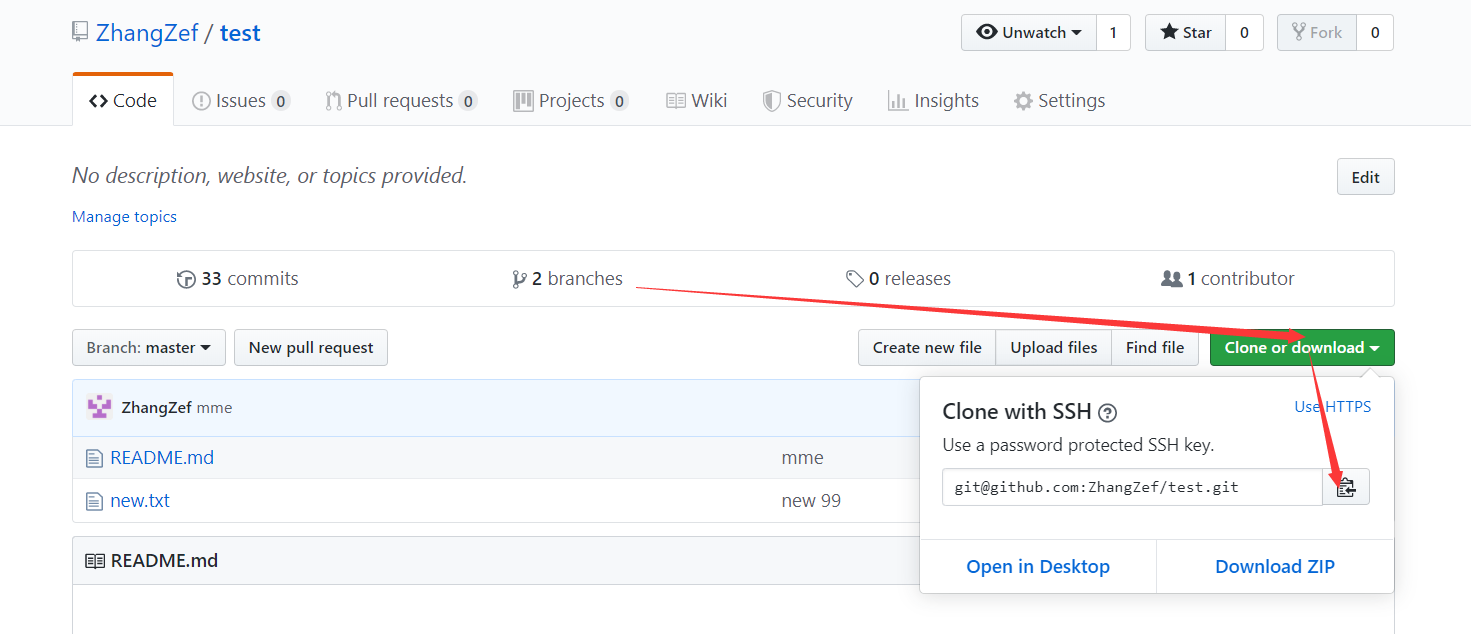 ZhangZef / test
Unwatch 1 Star 0 Fork 0
Code Issues 0 Pull requests 0 Projects 0 Wiki Security Insights Settings
No description, website, or topics provided.
Edit
Manage topics
33 commits 2 branches 0 releases 1 contributor
Branch: master New pull request Create new file Upload files Find file Clone or download
ZhangZef mme
README.md mme
new.txt new 99
README.md
Clone with SSH ? Use HTTPS
Use a password protected SSH key.
git@github.com:ZhangZef/test.git
Open in Desktop Download ZIP